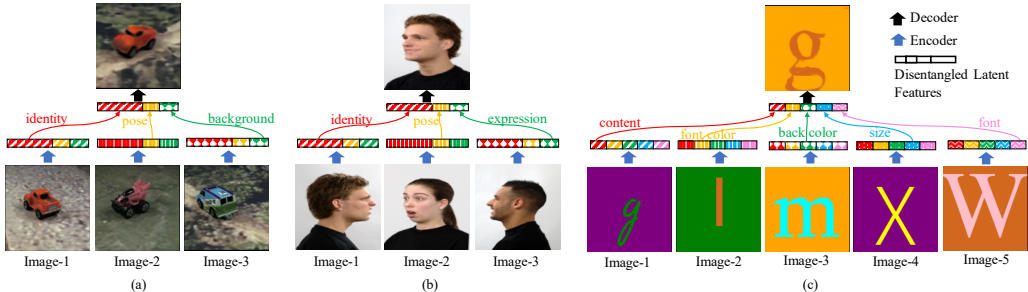 Decoder
Encoder
Disentangled Latent
Features
identity
pose
background
identity
pose
expression
content
font color
back color
size
font
g
g
l
m
X
W
Image-1
Image-2
Image-3
Image-1
Image-2
Image-3
Image-1
Image-2
Image-3
Image-4
Image-5
(a)
(b)
(c)